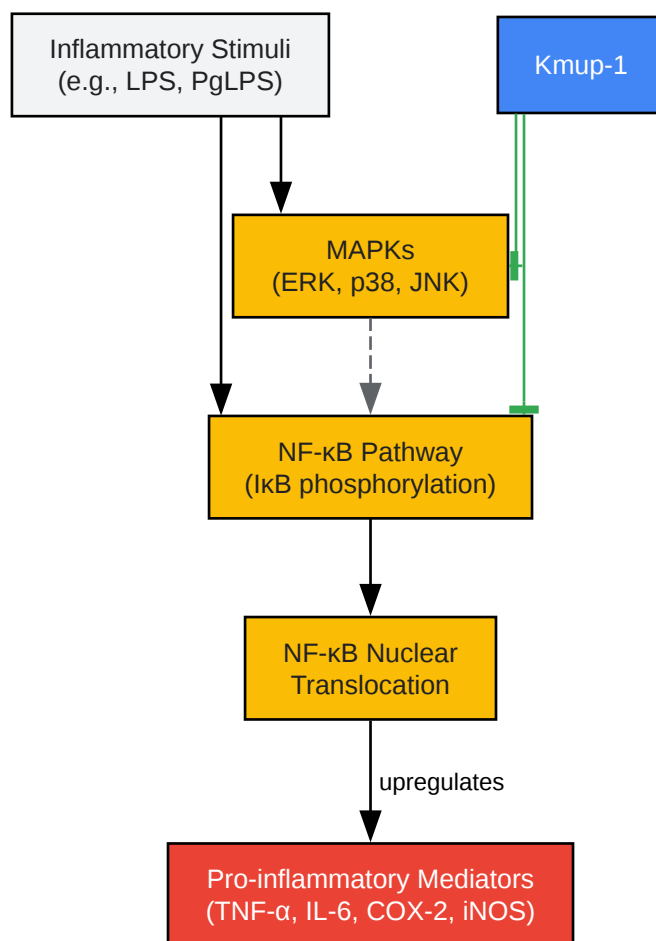 Inflammatory Stimuli
(e.g., LPS, PgLPS)
Kmup-1
MAPKs
(ERK, p38, JNK)
NF-κB Pathway
(IκB phosphorylation)
NF-κB Nuclear
Translocation
upregulates
Pro-inflammatory Mediators
(TNF-α, IL-6, COX-2, iNOS)